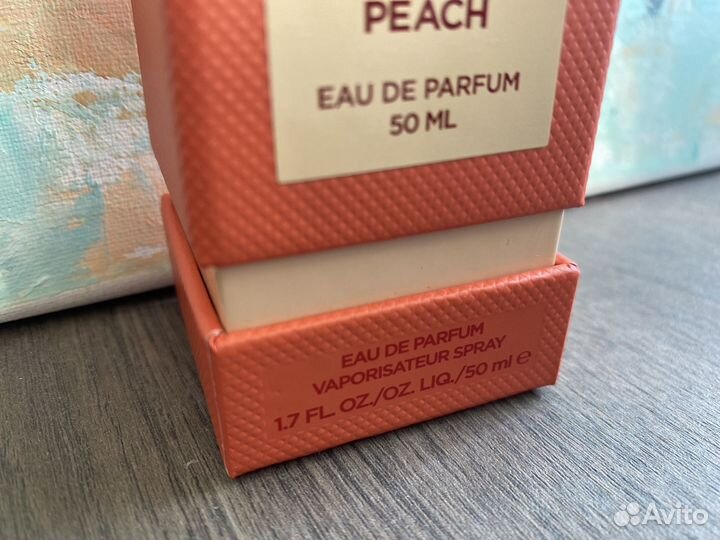 PEACH
EAU DE PARFUM
50 ML
EAU DE PARFUM
VAPORISATEUR SPRAY
1.7 FL. OZ./OZ. LIQ./50 ml ℮
Avito